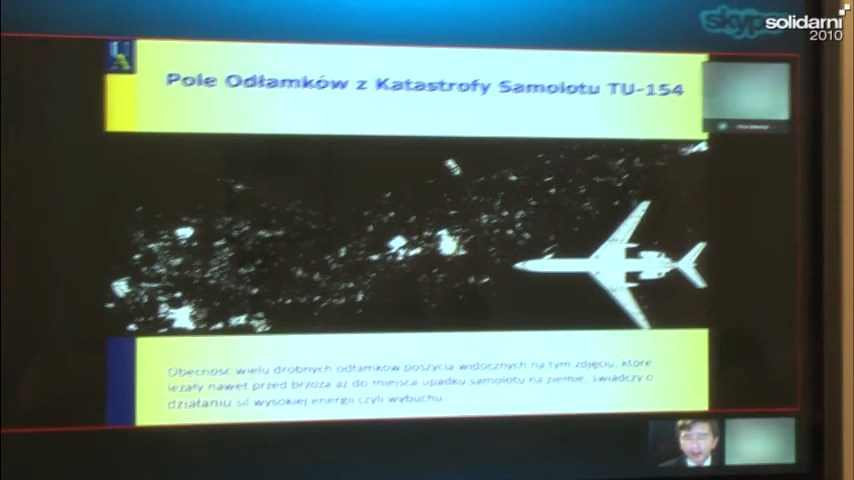 skype
solidarni
2010
Pole Odłamków z Katastrofy Samolotu TU-154
Obecność wielu drobnych odłamków poszycia widocznych na tym zdjęciu, które
leżały nawet przed brzozą aż do miejsca upadku samolotu na ziemie, świadczy o
działaniu sił wysokiej energii czyli wybuchu.